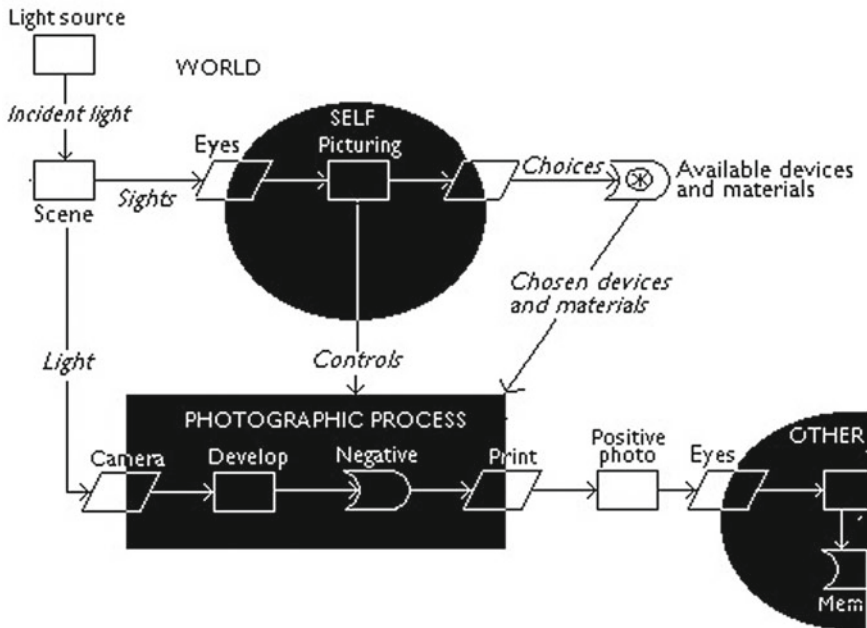 Light source
WORLD
Incident light
SELF
Eyes
Picturing
Choices
Available devices
and materials
Sights
Scene
Chosen devices
and materials
Light
Controls
PHOTOGRAPHIC PROCESS
Camera
Develop
Negative
Print
Positive
photo
Eyes
OTHER
Mem